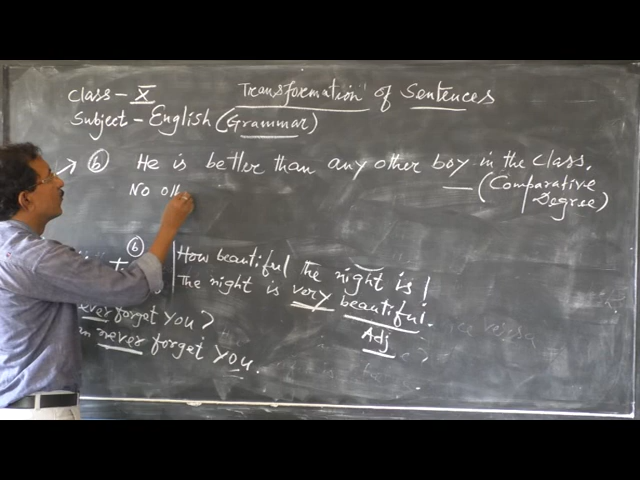 Class - X Transformation of Sentences
Subject - English (Grammar)
→ (b) He is better than any other boy in the class.
— (Comparative Degree)
No oth
(b) How beautiful the night is!
The night is very beautiful.
Adj
never forget you?
never forget you.